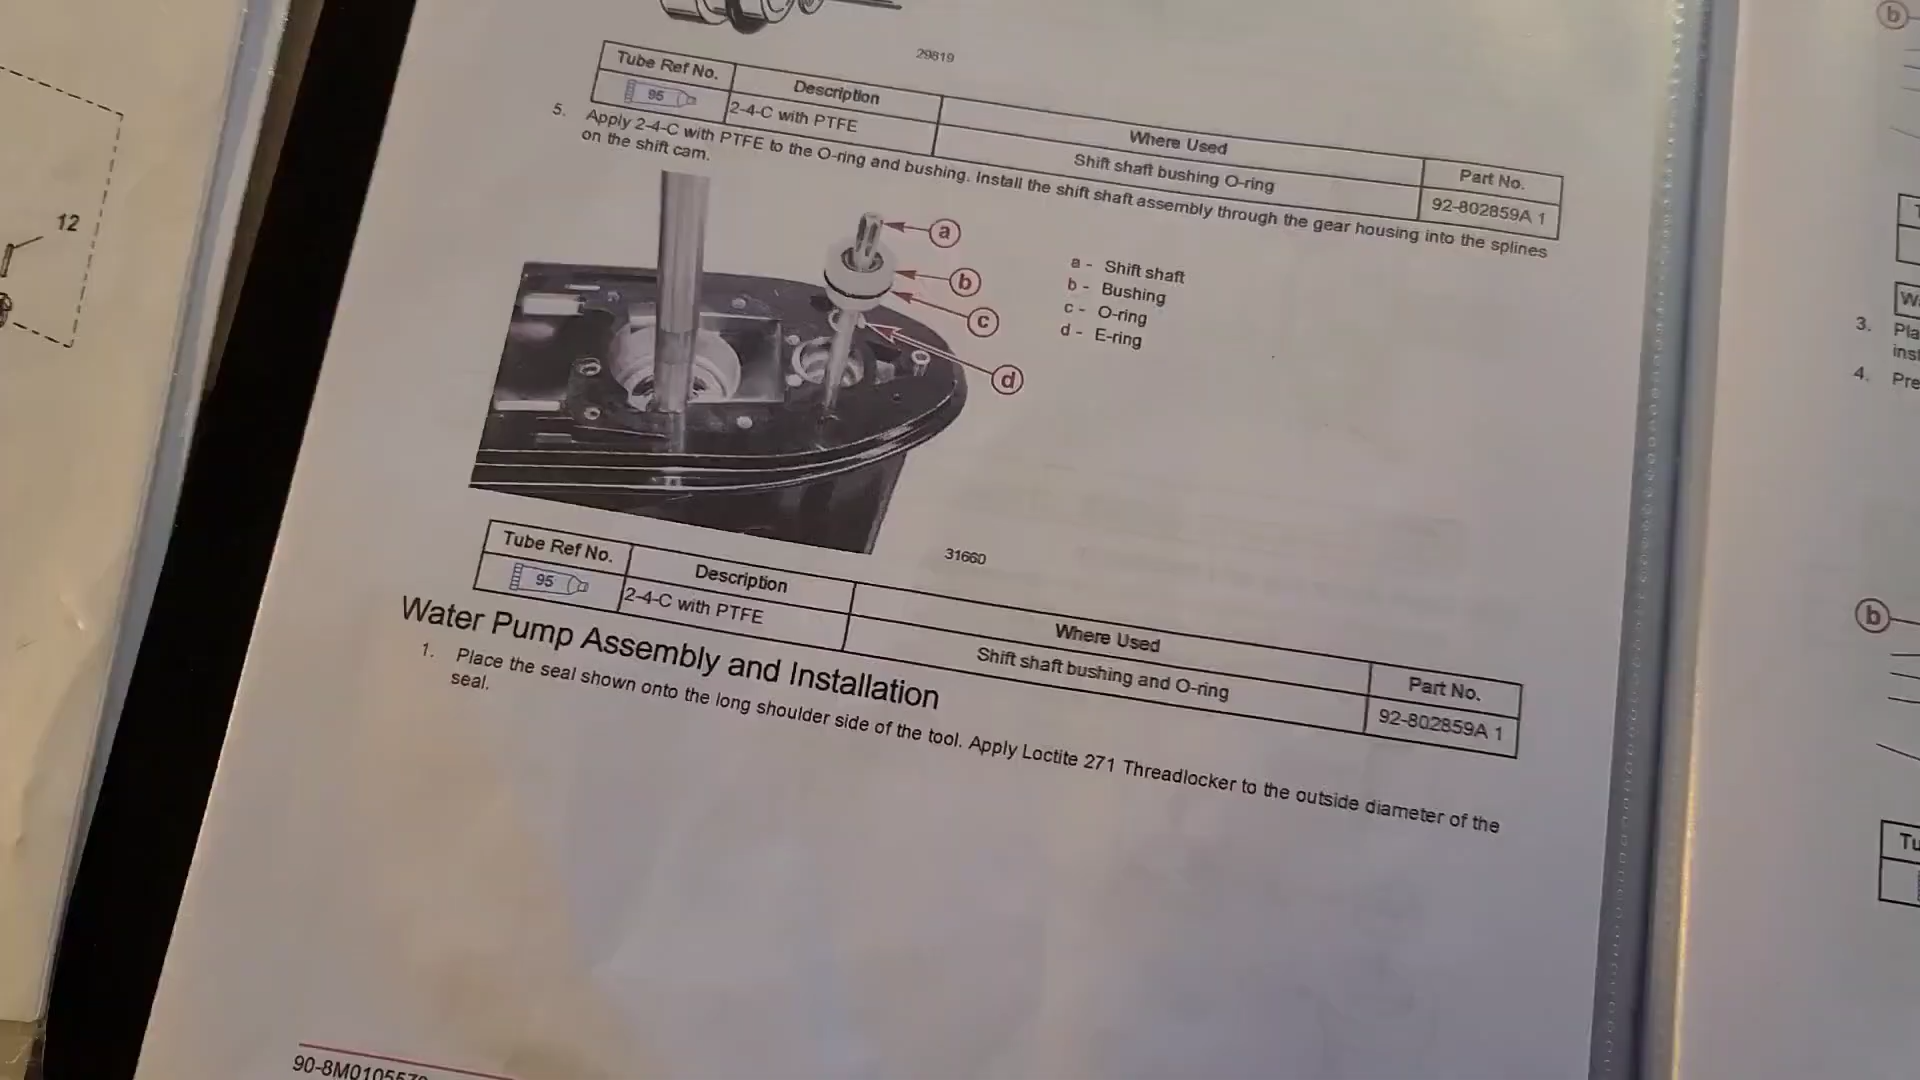 12
29819
Tube Ref No. Description Where Used Part No.
95 2-4-C with PTFE Shift shaft bushing O-ring 92-802859A 1
5. Apply 2-4-C with PTFE to the O-ring and bushing. Install the shift shaft assembly through the gear housing into the splines
on the shift cam.
a
b
c
d
a - Shift shaft
b - Bushing
c - O-ring
d - E-ring
31660
Tube Ref No. Description Where Used Part No.
95 2-4-C with PTFE Shift shaft bushing and O-ring 92-802859A 1
Water Pump Assembly and Installation
1. Place the seal shown onto the long shoulder side of the tool. Apply Loctite 271 Threadlocker to the outside diameter of the
seal.
b
3.
4. Pre
b
Tu